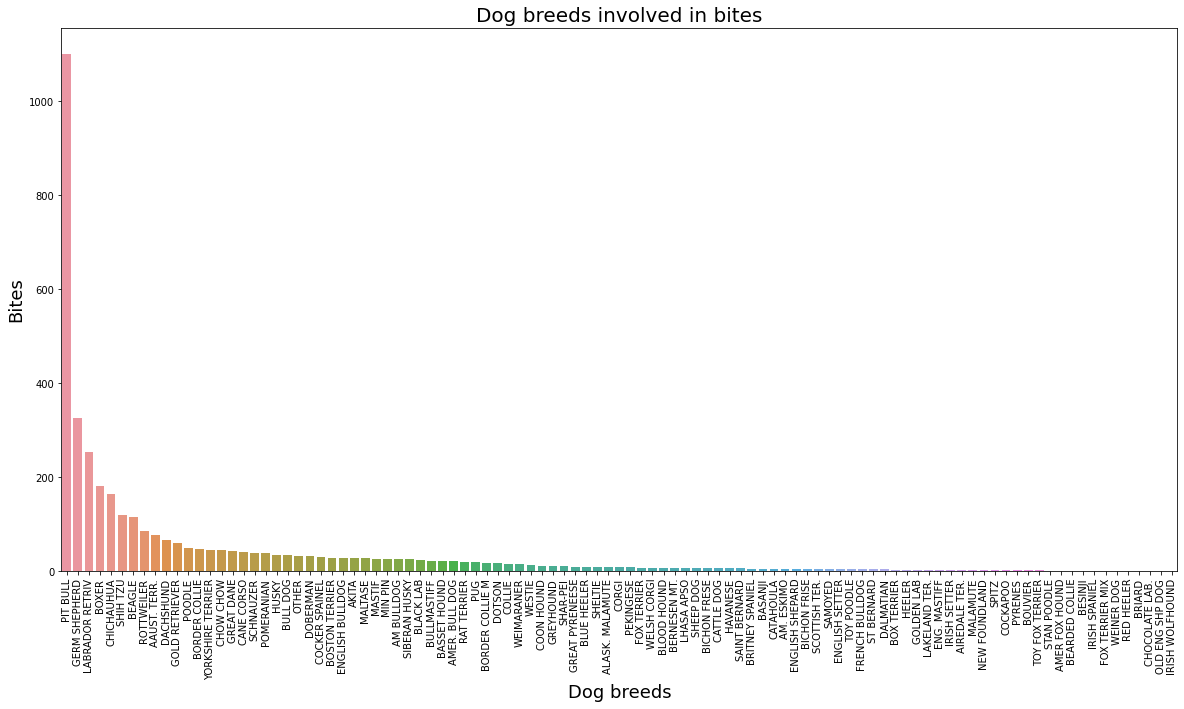 Dog breeds involved in bites
Bites
1000
800
600
400
200
0
PIT BULL
GERM SHEPHERD
LABRADOR RETRIV
BOXER
CHICHAUHUA
SHIH TZU
BEAGLE
ROTTWEILER
AAUST. TERR.
DACHSHUND
GOLD RETRIEVER
POODLE
BORDER COLLIE
YORKSHIRE TERRIER
CHOW CHOW
GREAT DANE
CANE CORSO
SCHNAUZER
POMERANIAN
HUSKY
BULL DOG
OTHER
DOBERMAN
COCKER SPAINEL
BOSTON TERRIER
ENGLISH BULLDOG
AKITA
MALTASE
MASTIF
MIN PIN
AM BULLDOG
SIBERAN HUSKY
BLACK LAB
BULLMASTIFF
BASSET HOUND
AMER. BULL DOG
RAT TERRIER
PUG
BORDER COLLIE M
DOTSON
COLLIE
WEIMARANER
WESTIE
COON HOUND
GREYHOUND
SHAR-PEI
GREAT PYRENEESE
BLUE HEELER
SHELTIE
ALASK. MALAMUTE
CORGI
PEKINGESE
FOX TERRIER
WELSH CORGI
BLOOD HOUND
BERNESEN MT.
LHASA APSO
SHEEP DOG
BICHON FRESE
CATTLE DOG
HAVANESE
SAINT BERNARD
BRITNEY SPANIEL
BASANJI
CATAHOULA
AM. ESKIMO
ENGLISH SHEPARD
BICHON FRISE
SCOTTISH TER.
SAMOYED
ENGLISH SETTER
TOY POODLE
FRENCH BULLDOG
ST BERNARD
DALMATIAN
BOX TERRIER
HEELER
GOLDEN LAB
LAKELAND TER.
ENG. MASTIFF
IRISH SETTER
AIREDALE TER.
MALAMUTE
NEW FOUNDLAND
SPITZ
COCKAPOO
PYRENES
BOUVIER
TOY FOX TERRIER
STAN POODLE
AMER FOX HOUND
BEARDED COLLIE
BESINJI
IRISH SPANIEL
FOX TERRIER MIX
WEINER DOG
RED HEELER
BRIARD
CHOCOLATE LAB.
OLD ENG SHP DOG
IRISH WOLFHOUND
Dog breeds